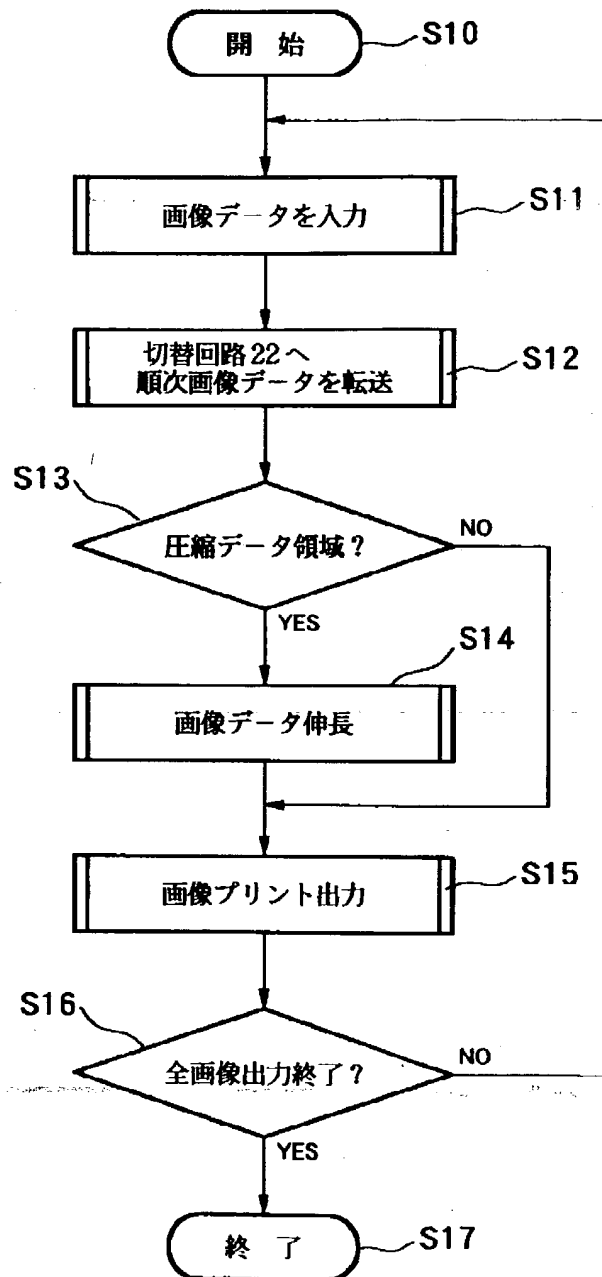 開 始
S10
画像データを入力
S11
切替回路22へ
順次画像データを転送
S12
S13
圧縮データ領域?
NO
YES
S14
画像データ伸長
画像プリント出力
S15
S16
全画像出力終了?
NO
YES
終 了
S17